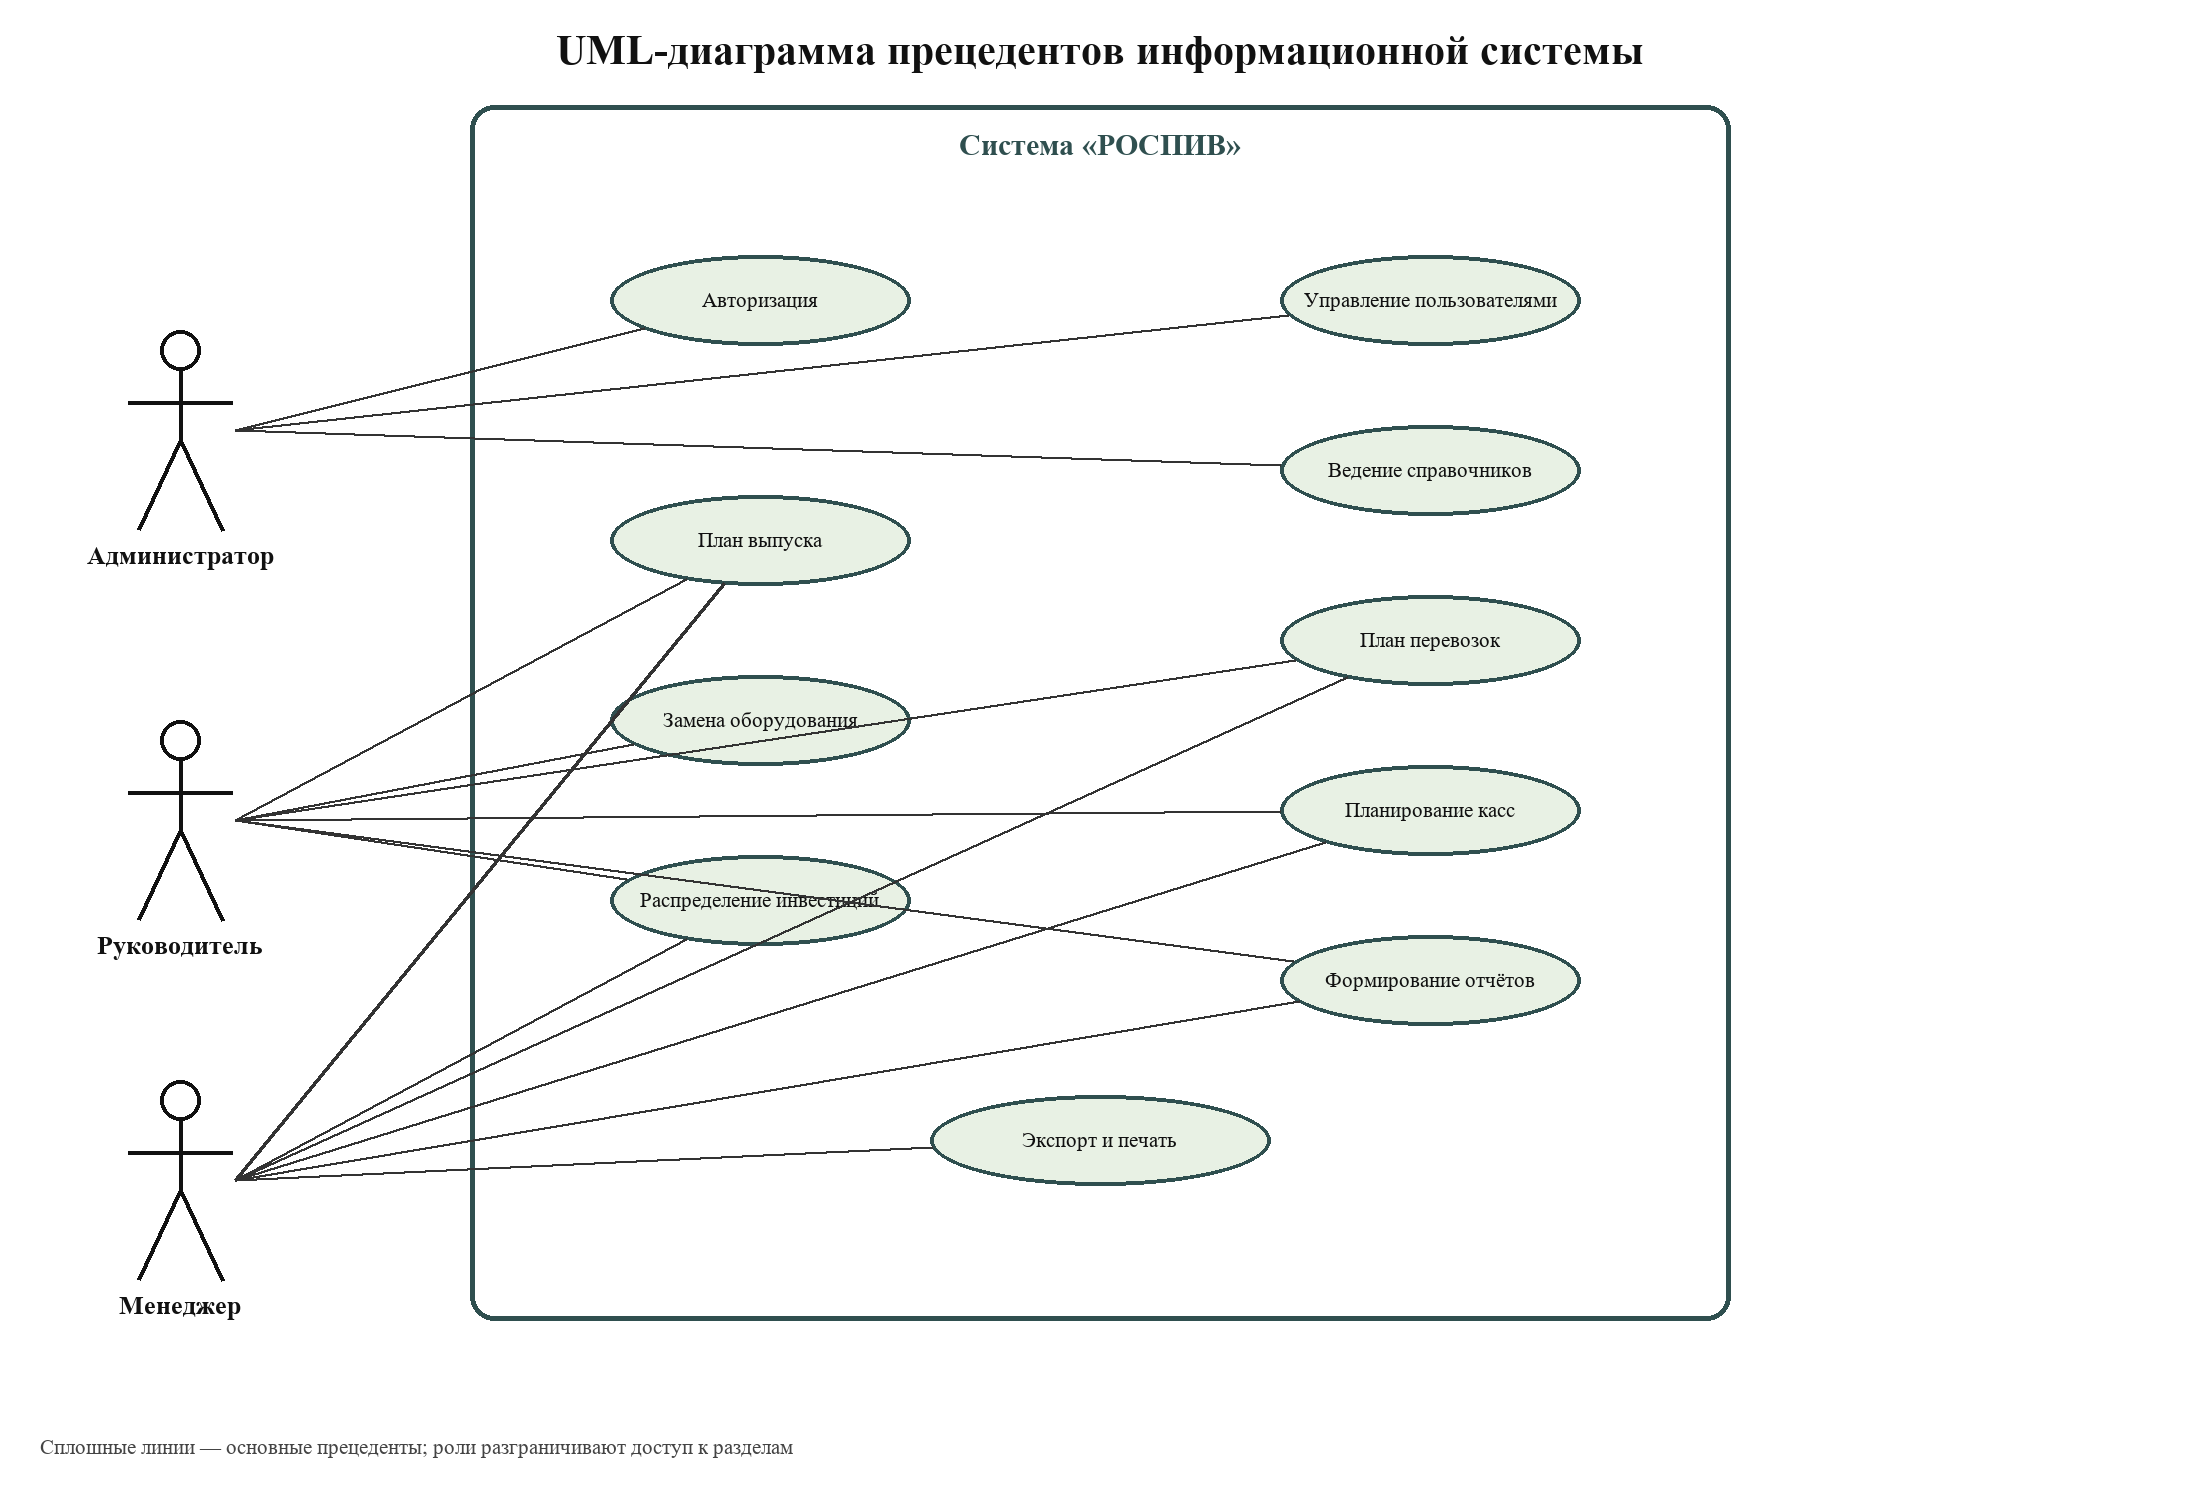 UML-диаграмма прецедентов информационной системы
Система «РОСПИВ»
Авторизация
Управление пользователями
Ведение справочников
Администратор
План выпуска
План перевозок
Замена оборудования
Планирование касс
Распределение инвестиций
Руководитель
Формирование отчётов
Экспорт и печать
Менеджер
Сплошные линии — основные прецеденты; роли разграничивают доступ к разделам